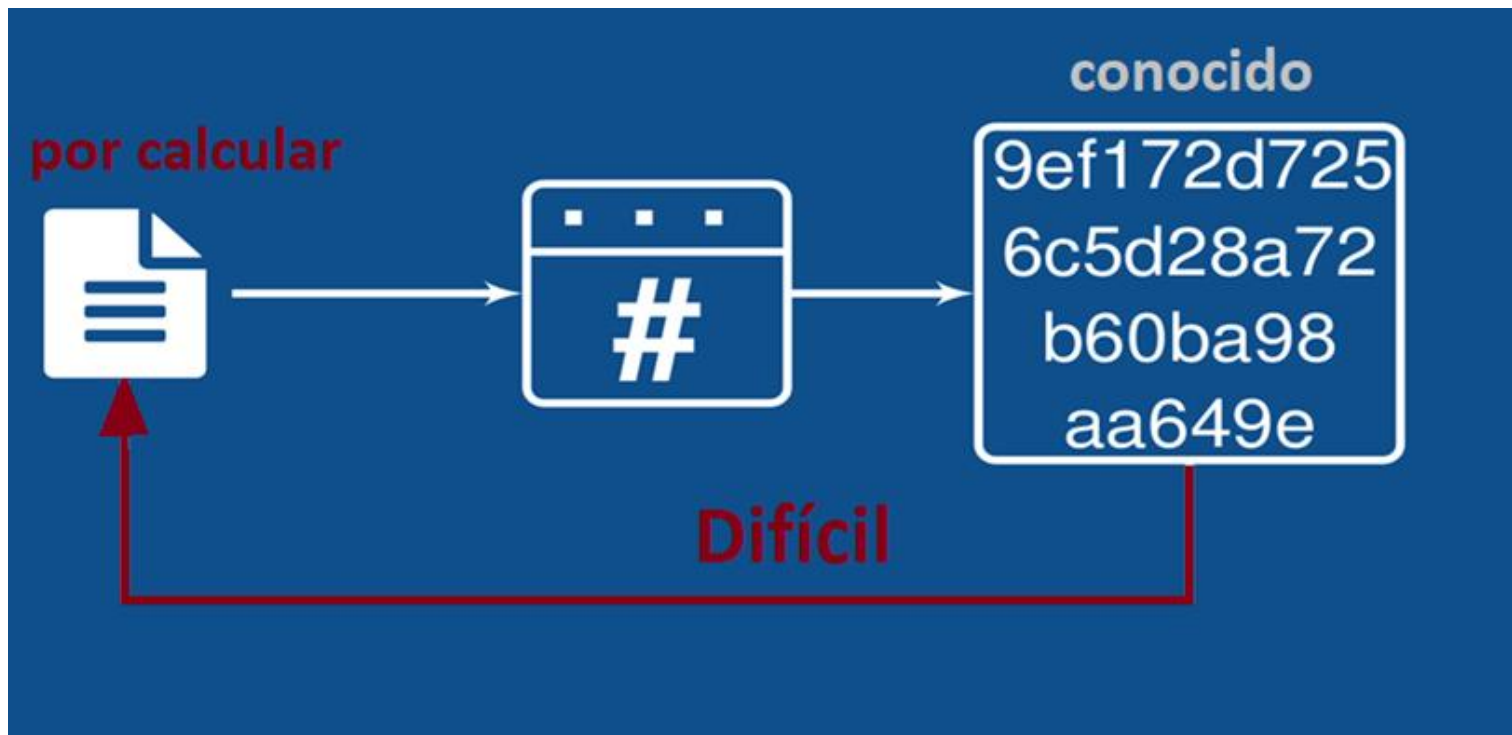 conocido
por calcular
9ef172d725
6c5d28a72
b60ba98
aa649e
#
Difícil